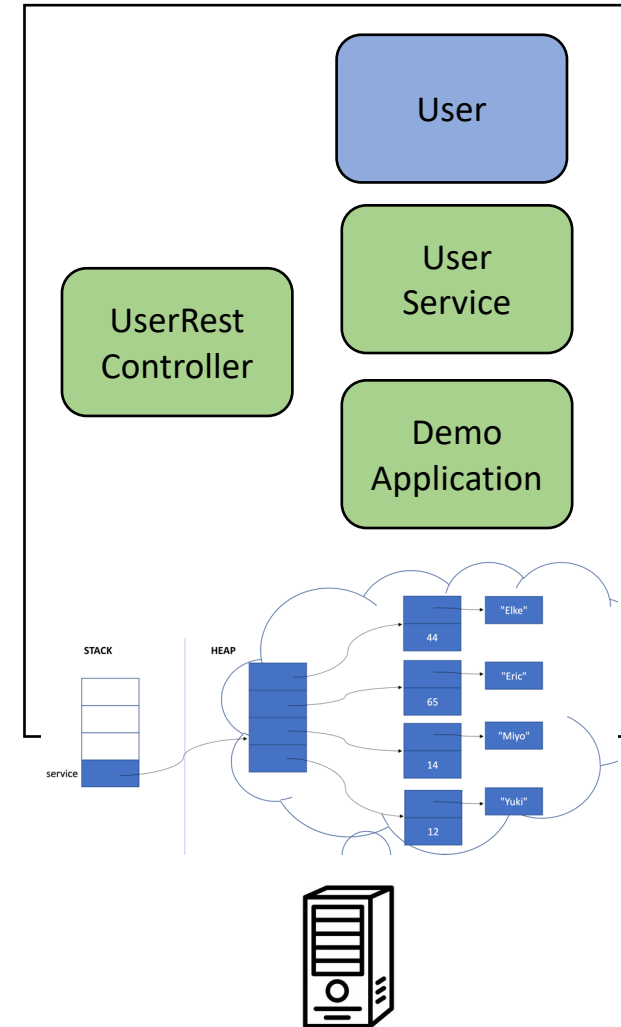 User
User
Service
UserRest
Controller
Demo
Application
STACK
HEAP
service
44
"Elke"
65
"Eric"
14
"Miyo"
12
"Yuki"